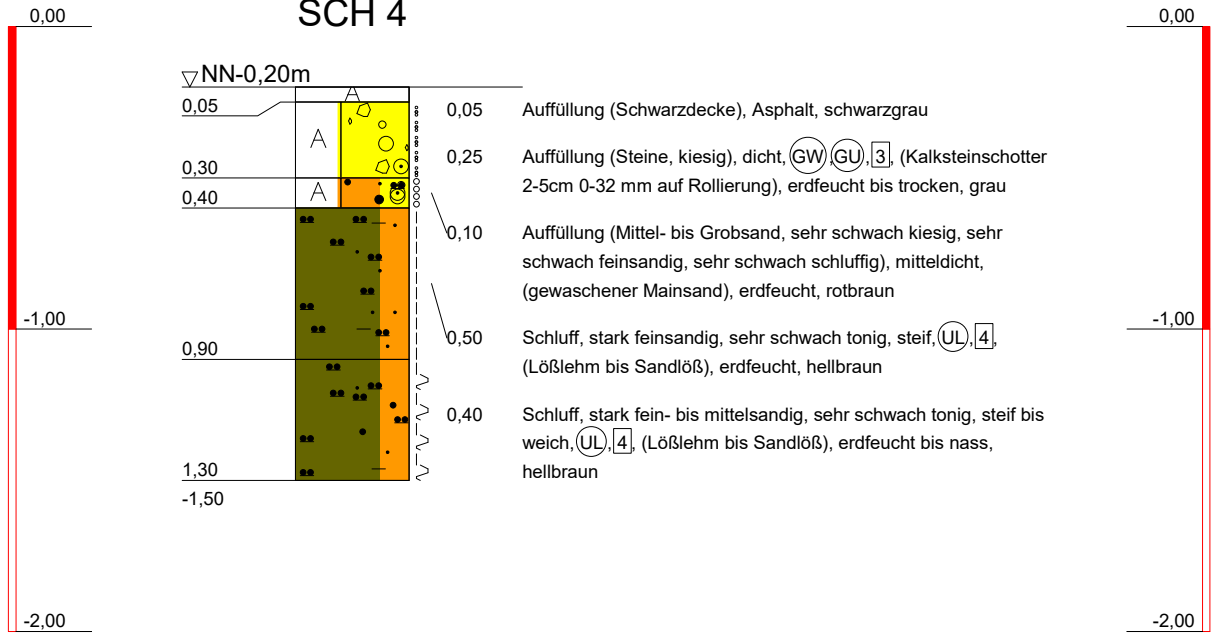 SCH 4
0,00
0,00
NN-0,20m
A
0,05
0,05 Auffüllung (Schwarzdecke), Asphalt, schwarzgrau
A
0,25 Auffüllung (Steine, kiesig), dicht, GW, GU, 3, (Kalksteinschotter
2-5cm 0-32 mm auf Rollierung), erdfeucht bis trocken, grau
0,30
A
0,40
0,10 Auffüllung (Mittel- bis Grobsand, sehr schwach kiesig, sehr
schwach feinsandig, sehr schwach schluffig), mitteldicht,
(gewaschener Mainsand), erdfeucht, rotbraun
-1,00
-1,00
0,50 Schluff, stark feinsandig, sehr schwach tonig, steif, UL, 4,
(Lößlehm bis Sandlöß), erdfeucht, hellbraun
0,90
0,40 Schluff, stark fein- bis mittelsandig, sehr schwach tonig, steif bis
weich, UL, 4, (Lößlehm bis Sandlöß), erdfeucht bis nass,
hellbraun
1,30
-1,50
-2,00
-2,00